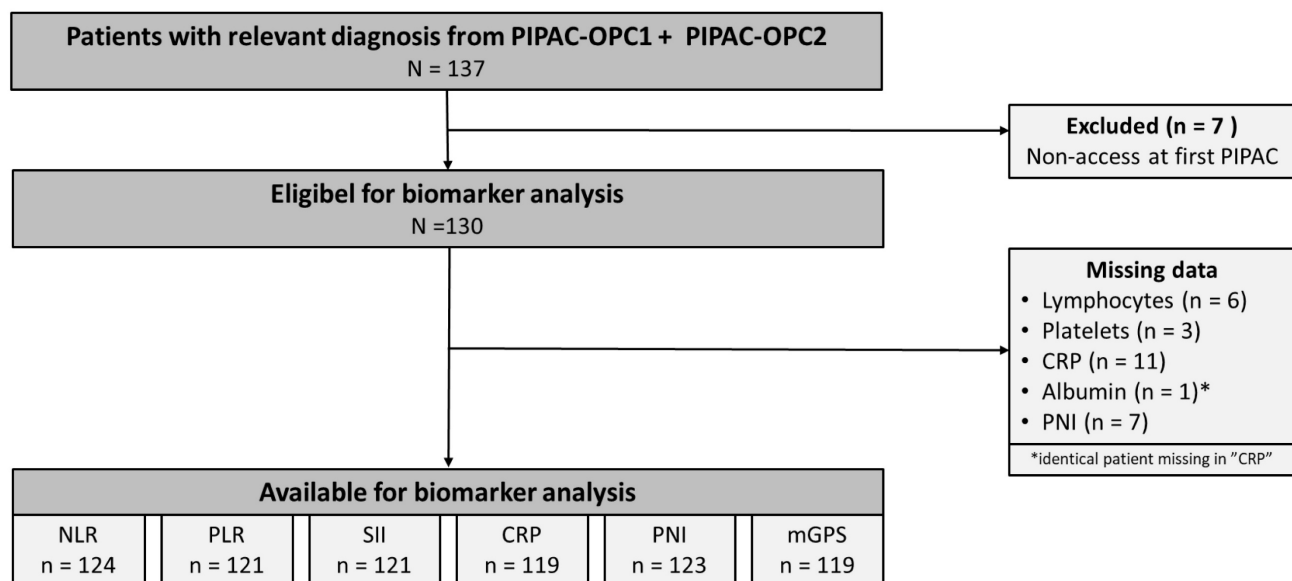 Patients with relevant diagnosis from PIPAC-OPC1 + PIPAC-OPC2
N = 137
Excluded (n = 7 )
Non-access at first PIPAC
Eligibel for biomarker analysis
N =130
Missing data
• Lymphocytes (n = 6)
• Platelets (n = 3)
• CRP (n = 11)
• Albumin (n = 1)*
• PNI (n = 7)
*identical patient missing in ”CRP”
Available for biomarker analysis
NLR
n = 124
PLR
n = 121
SII
n = 121
CRP
n = 119
PNI
n = 123
mGPS
n = 119